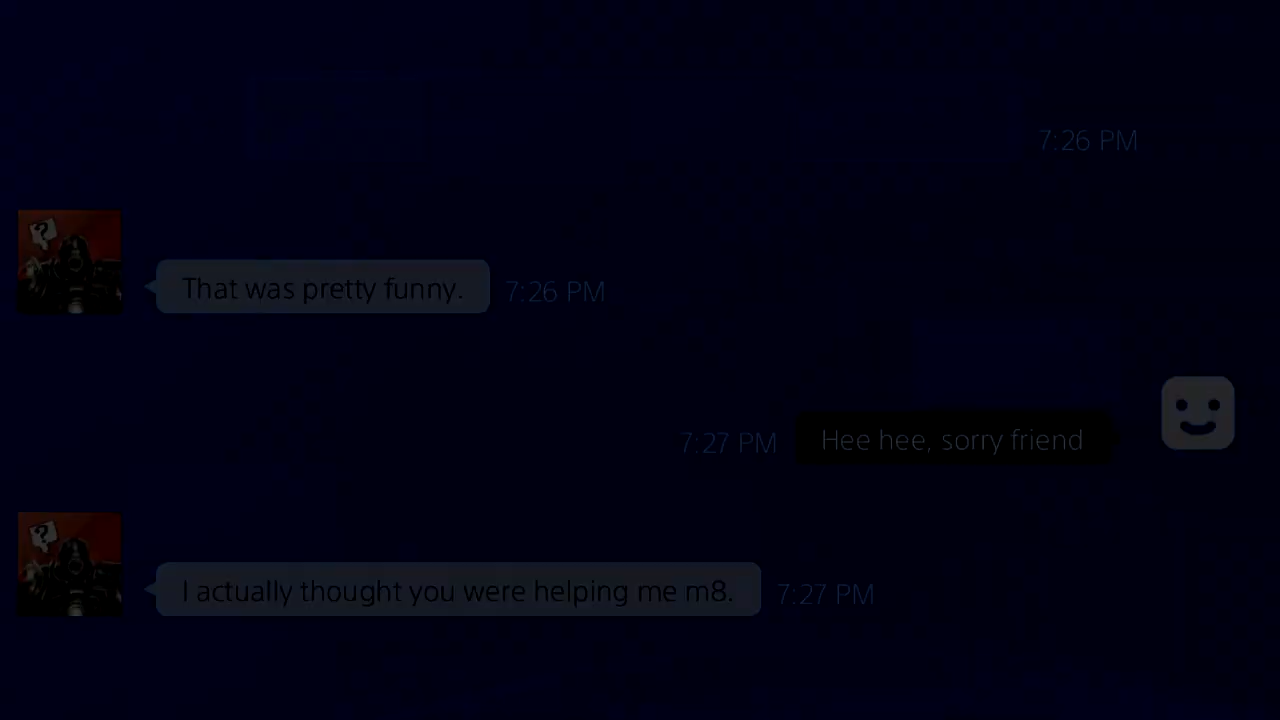 7:26 PM
?
That was pretty funny. 7:26 PM
7:27 PM Hee hee, sorry friend
?
I actually thought you were helping me m8. 7:27 PM